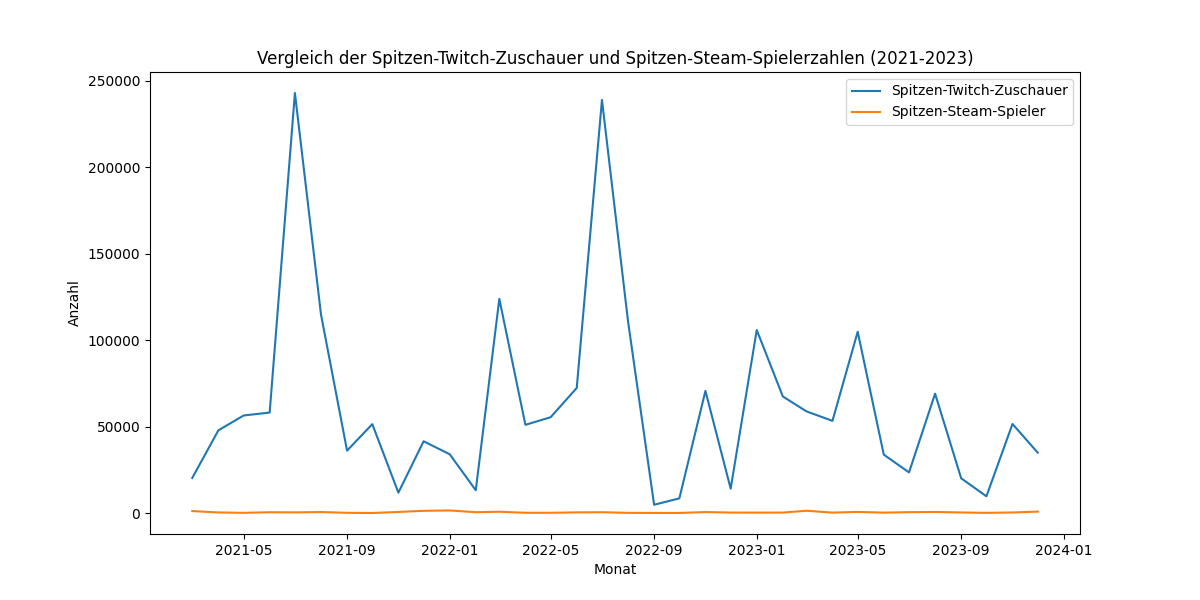 Vergleich der Spitzen-Twitch-Zuschauer und Spitzen-Steam-Spielerzahlen (2021-2023)
Spitzen-Twitch-Zuschauer
Spitzen-Steam-Spieler
Anzahl
250000
200000
150000
100000
50000
0
2021-05 2021-09 2022-01 2022-05 2022-09 2023-01 2023-05 2023-09 2024-01
Monat